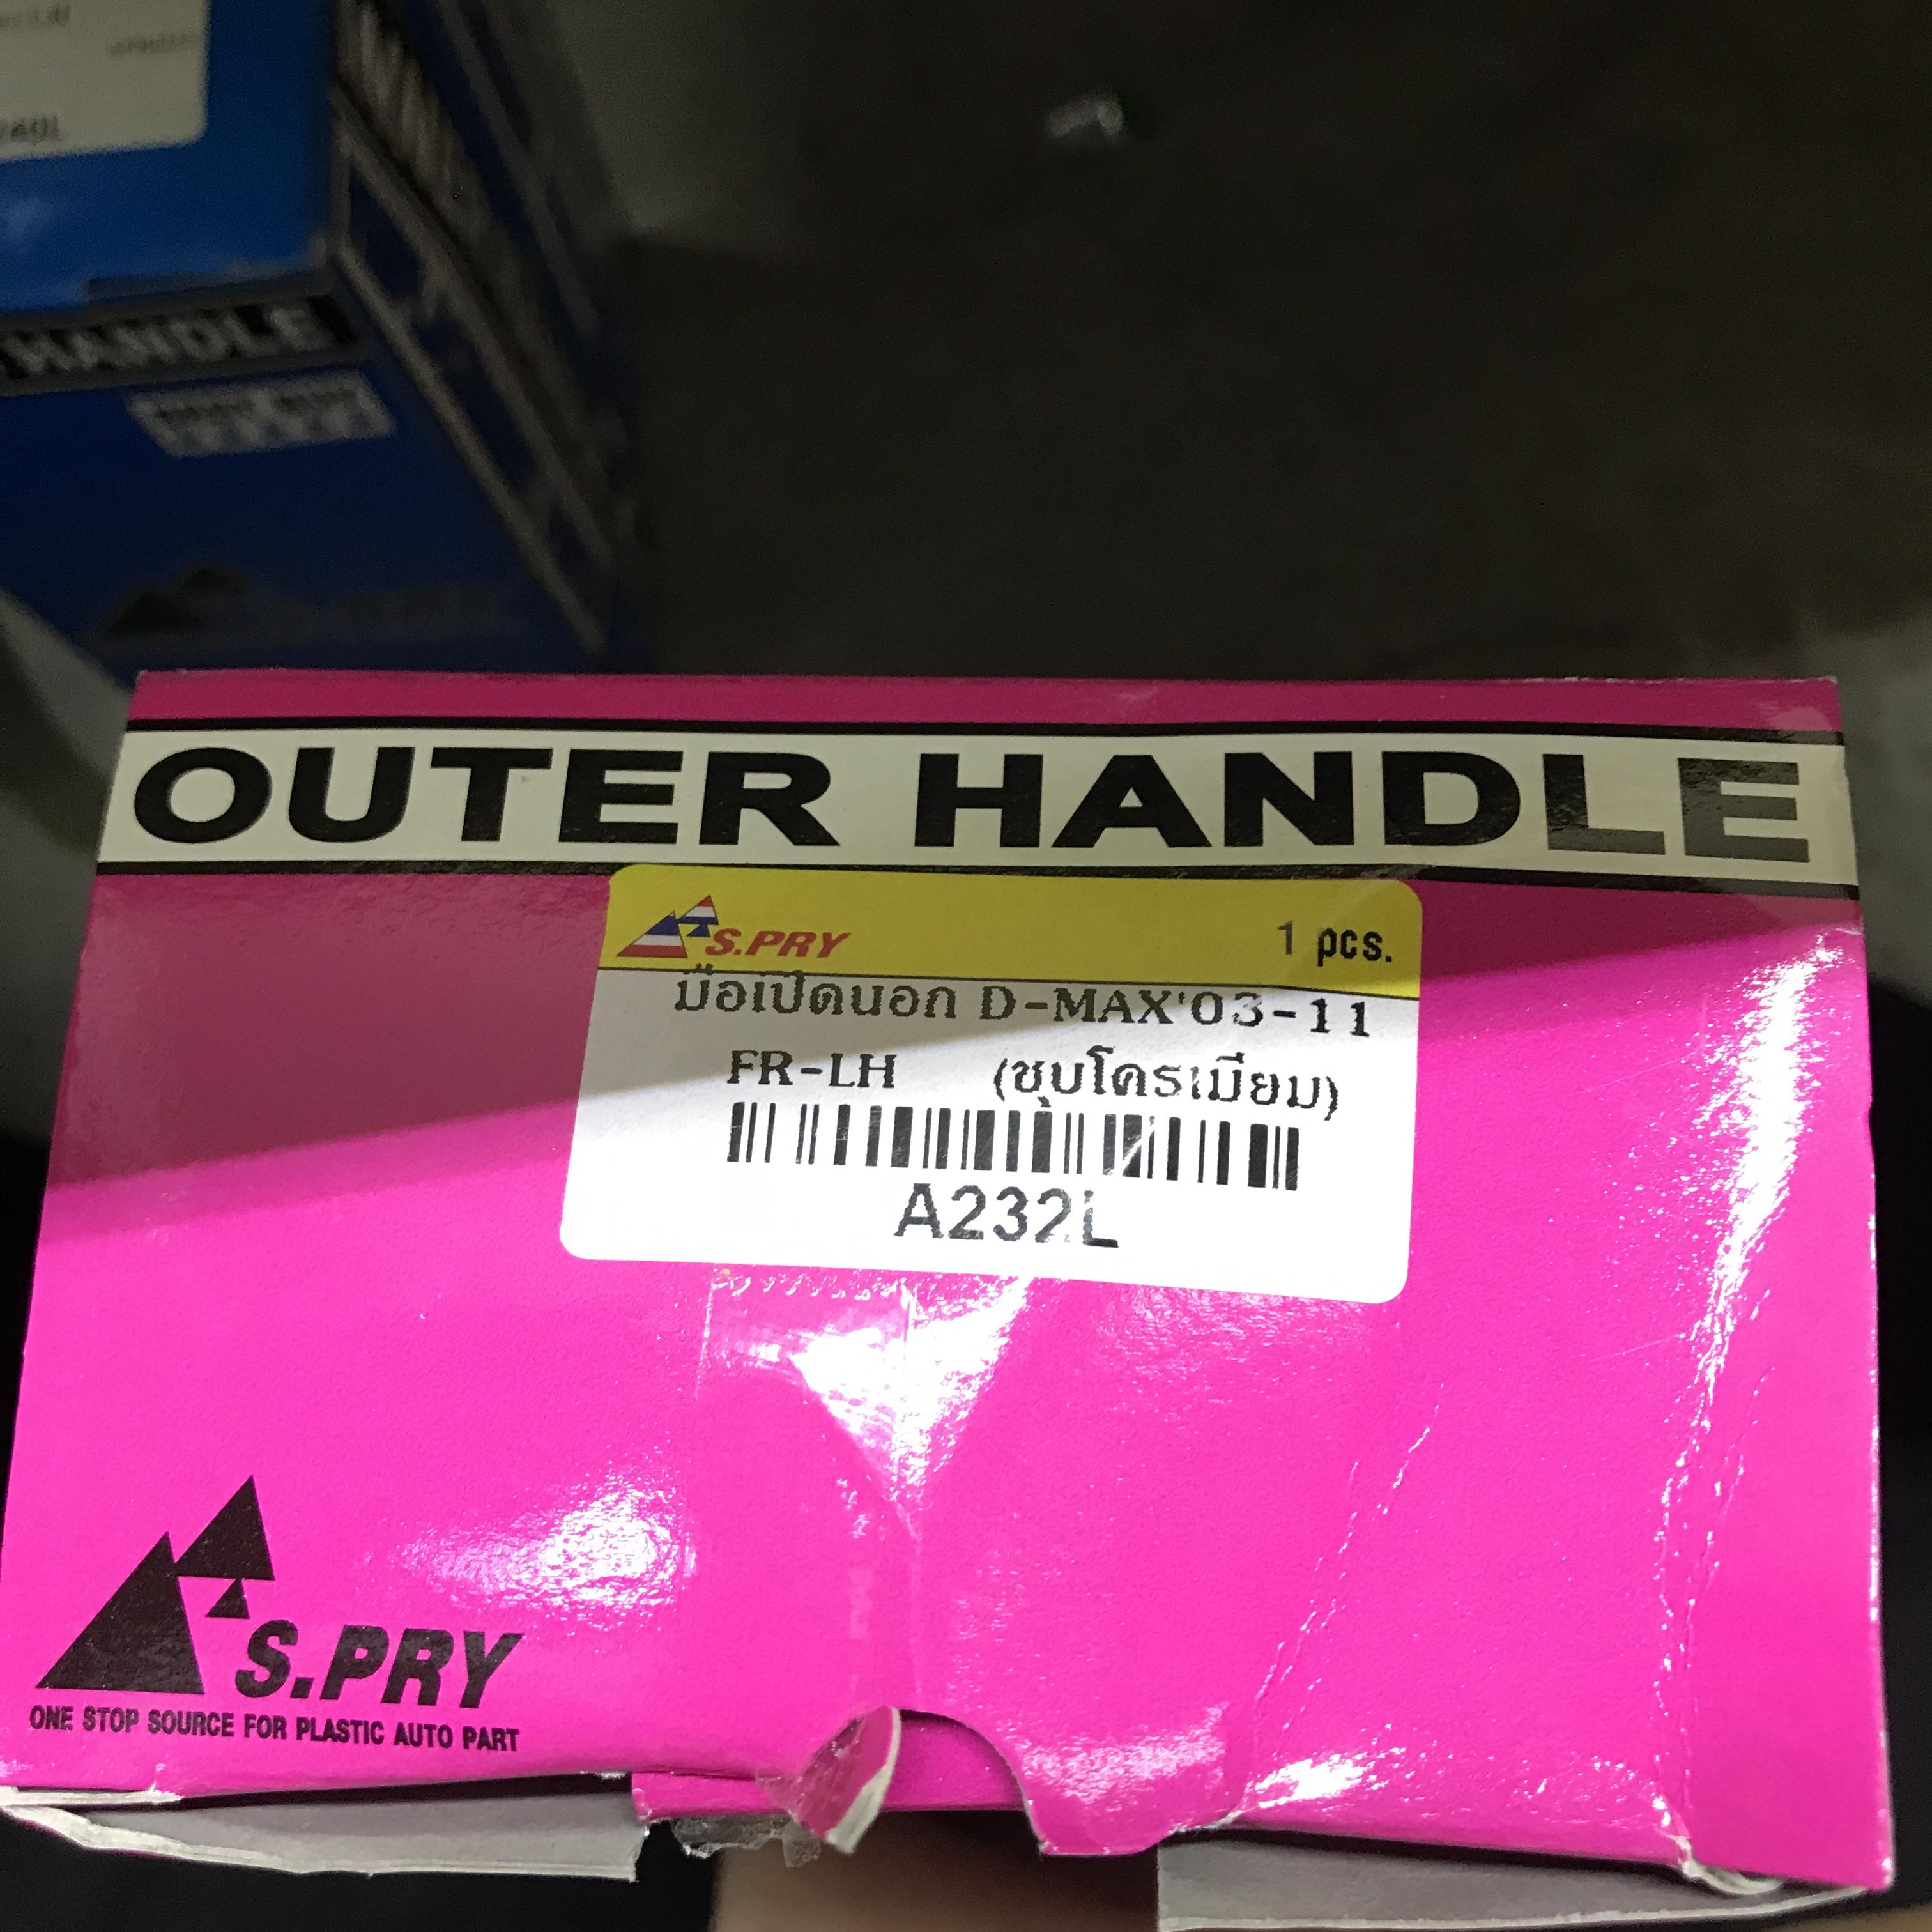 HANDLE
OUTER HANDLE
S.PRY
1 pcs.
มือเปิดนอก D-MAX'03-11
FR-LH (ชุบโครเมียม)
A232L
S.PRY
ONE STOP SOURCE FOR PLASTIC AUTO PART